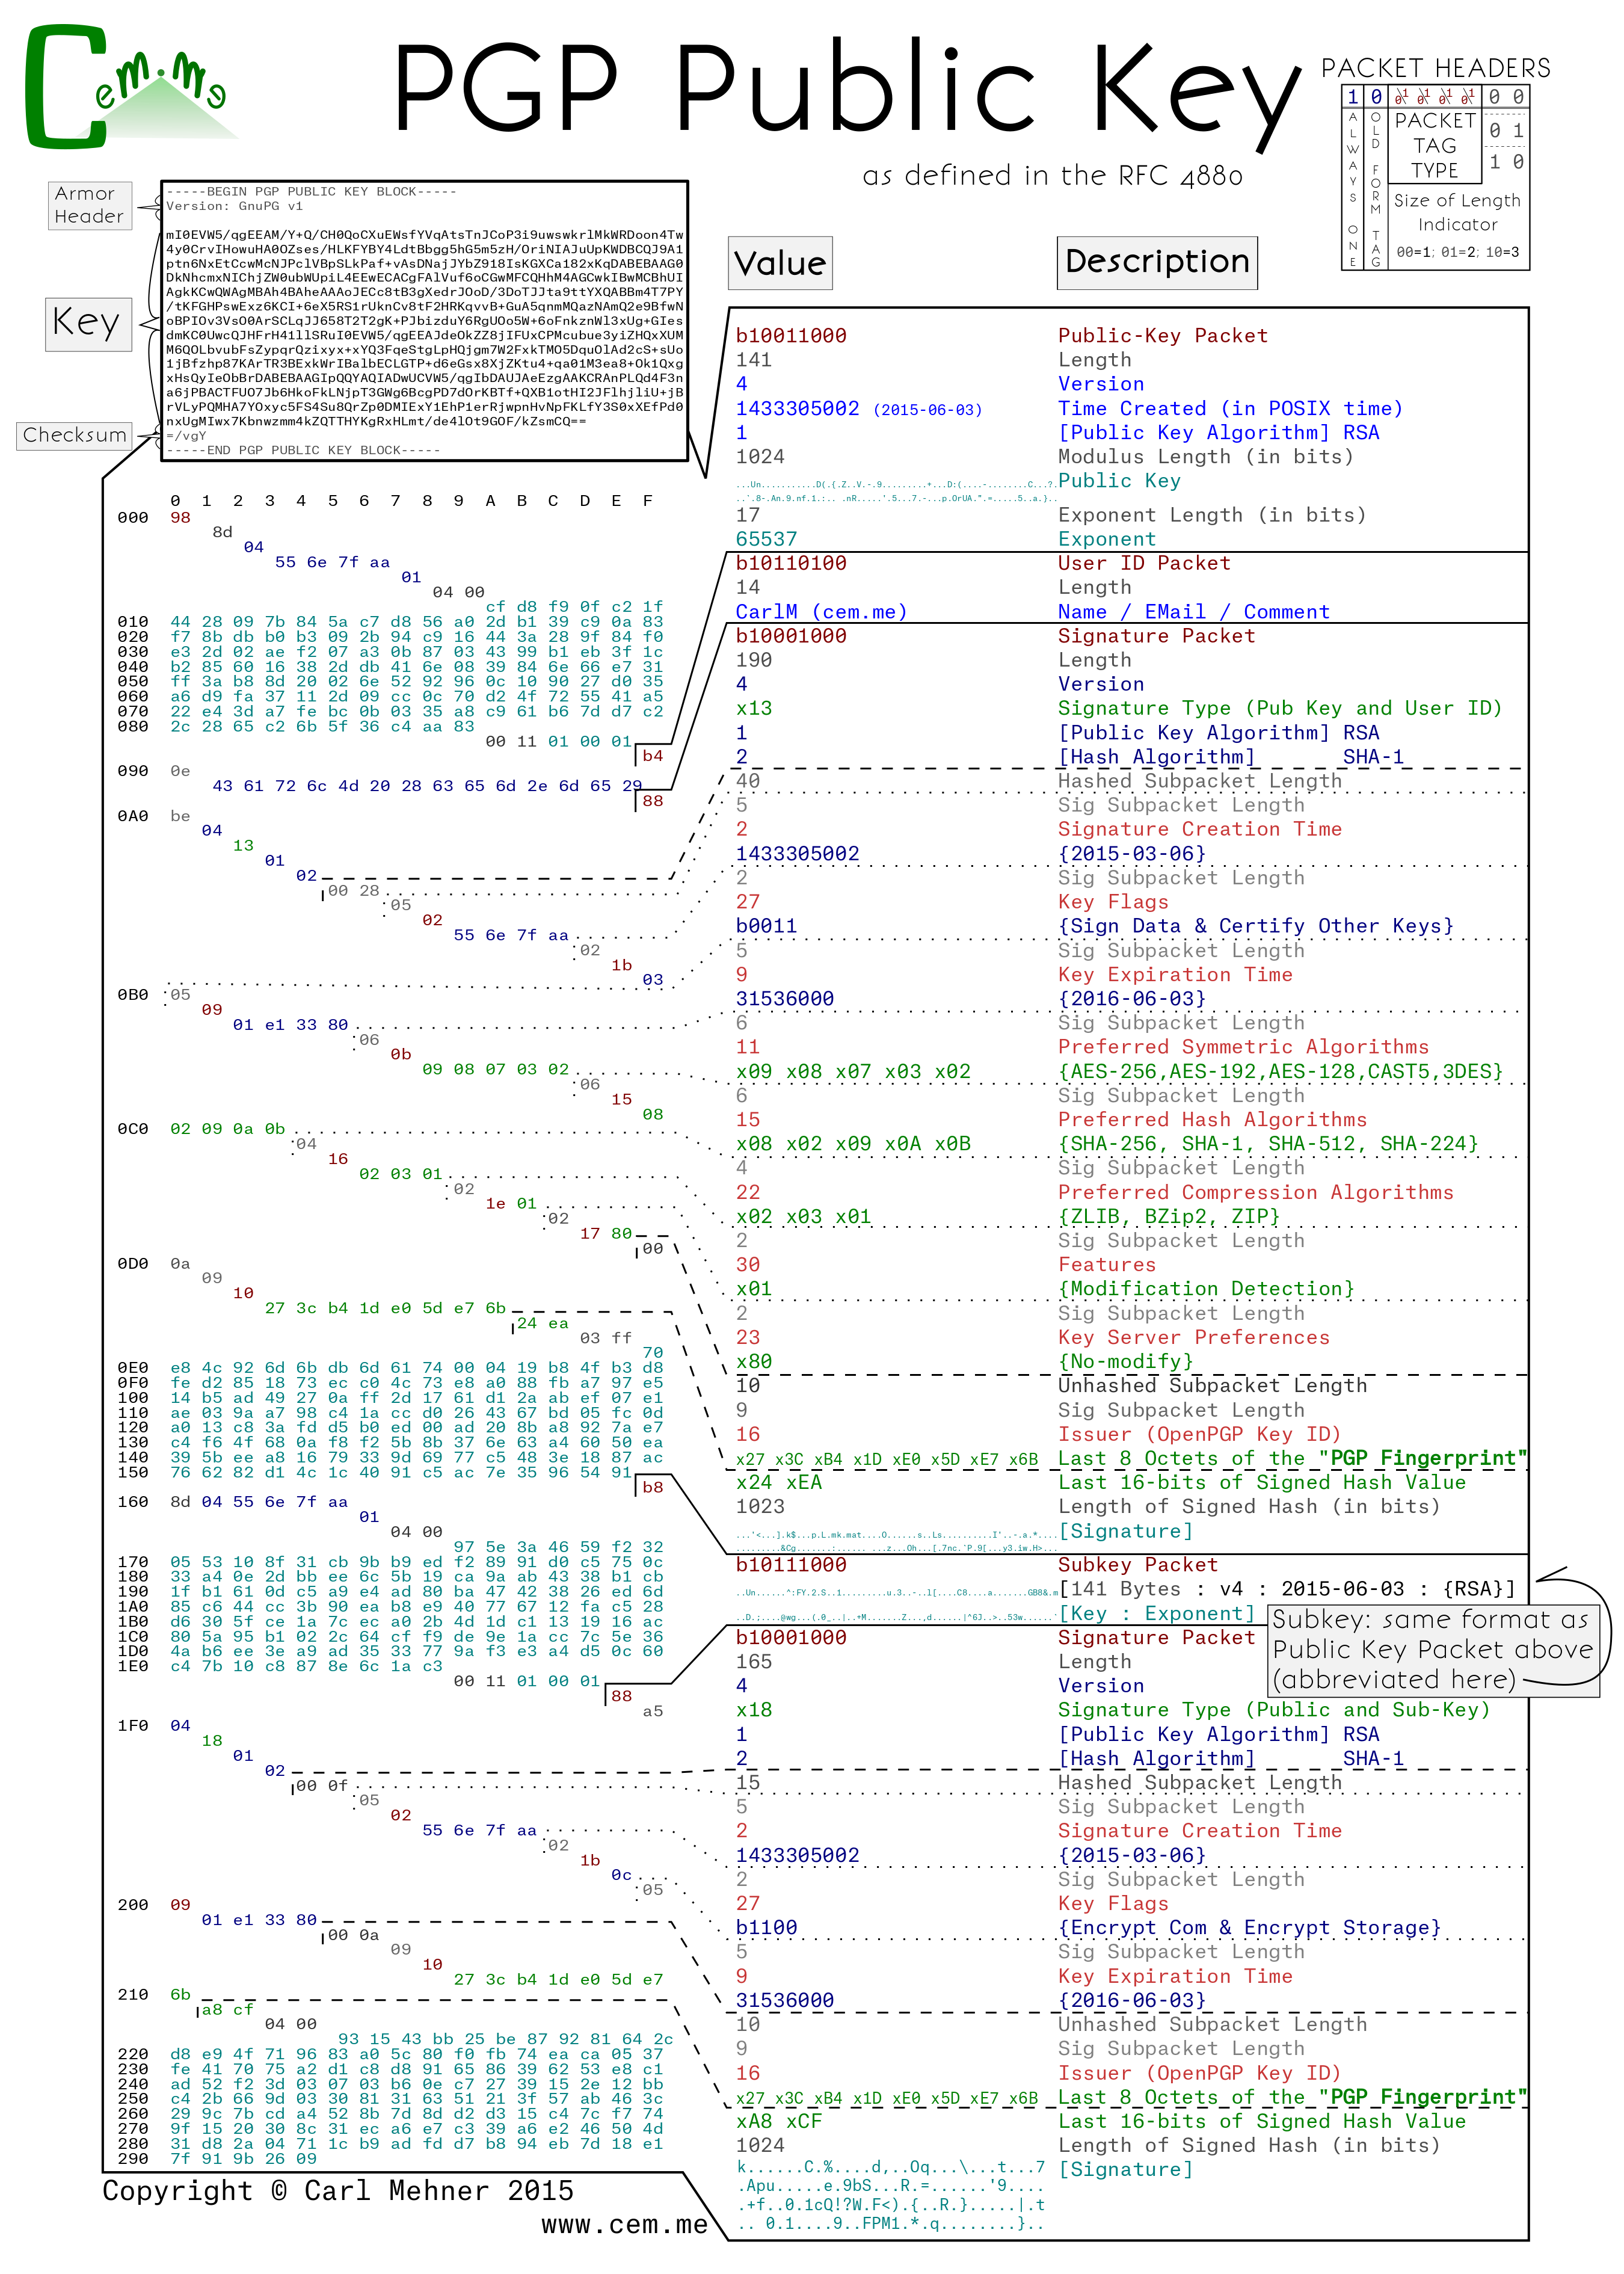 Cem.me
PGP Public Key
as defined in the RFC 4880
PACKET HEADERS
1 0 0\1 0\1 0\1 0\1 0 0
0 1
1 0
ALWAYS ONE
OLD FORM TAG
PACKET
TAG
TYPE
Size of Length
Indicator
00=1; 01=2; 10=3
Armor
Header
Key
Checksum
-----BEGIN PGP PUBLIC KEY BLOCK-----
Version: GnuPG v1
mI0EVW5/qgEEAM/Y+Q/CH0QoCXuEWsfYVqAtsTnJCoP3i9uwswkrlMkWRDoon4Tw
4y0CrvIHowuHA0OZses/HLKFYBY4LdtBbgg5hG5m5zH/OriNIAJuUpKWDBCQJ9A1
ptn6NxEtCcwMcNJPclVBpSLkPaf+vAsDNajJYbZ918IsKGXCa182xKqDABEBAAG0
DkNhcmxNIChjZW0ubWUpiL4EEwECACgFAlVuf6oCGwMFCQHhM4AGCwkIBwMCBhUI
AgkKCwQWAgMBAh4BAheAAAoJECc8tB3gXedrJOoD/3DoTJJta9ttYXQABBm4T7PY
/tKFGHPswExz6KCI+6eX5RS1rUknCv8tF2HRKqvvB+GuA5qnmMQazNAmQ2e9BfwN
oBPIOv3VsO0ArSCLqJJ658T2T2gK+PJbizduY6RgUOo5W+6oFnkznWl3xUg+GIes
dmKC0UwcQJHFrH41llSRuI0EVW5/qgEEAJdeOkZZ8jIFUxCPMcubue3yiZHQxXUM
M6QOLbvubFsZypqrQzixyx+xYQ3FqeStgLpHQjgm7W2FxkTMO5DquOlAd2cS+sUo
1jBfzhp87KArTR3BExkWrIBalbECLGTP+d6eGsx8XjZKtu4+qa01M3ea8+Ok1Qxg
xHsQyIeObBrDABEBAAGIpQQYAQIADwUCVW5/qgIbDAUJAeEzgAAKCRAnPLQd4F3n
a6jPBACTFUO7Jb6HkoFkLNjpT3GWg6BcgPD7dOrKBTf+QXB1otHI2JFlhjliU+jB
rVLyPQMHA7YOxyc5FS4Su8QrZp0DMIExY1EhP1erRjwpnHvNpFKLfY3S0xXEfPd0
nxUgMIwx7Kbnwzmm4kZQTTHYKgRxHLmt/de4lOt9GOF/kZsmCQ==
=/vgY
-----END PGP PUBLIC KEY BLOCK-----
0 1 2 3 4 5 6 7 8 9 A B C D E F
000 98
8d
04
55 6e 7f aa
01
04 00
cf d8 f9 0f c2 1f
010 44 28 09 7b 84 5a c7 d8 56 a0 2d b1 39 c9 0a 83
020 f7 8b db b0 b3 09 2b 94 c9 16 44 3a 28 9f 84 f0
030 e3 2d 02 ae f2 07 a3 0b 87 03 43 99 b1 eb 3f 1c
040 b2 85 60 16 38 2d db 41 6e 08 39 84 6e 66 e7 31
050 ff 3a b8 8d 20 02 6e 52 92 96 0c 10 90 27 d0 35
060 a6 d9 fa 37 11 2d 09 cc 0c 70 d2 4f 72 55 41 a5
070 22 e4 3d a7 fe bc 0b 03 35 a8 c9 61 b6 7d d7 c2
080 2c 28 65 c2 6b 5f 36 c4 aa 83
00 11 01 00 01
b4
090 0e
43 61 72 6c 4d 20 28 63 65 6d 2e 6d 65 29
88
0A0 be
04
13
01
02
00 28
05
02
55 6e 7f aa
02
1b
03
0B0 05
09
01 e1 33 80
06
0b
09 08 07 03 02
06
15
08
0C0 02 09 0a 0b
04
16
02 03 01
02
1e 01
02
17 80
00
0D0 0a
09
10
27 3c b4 1d e0 5d e7 6b
24 ea
03 ff
70
0E0 e8 4c 92 6d 6b db 6d 61 74 00 04 19 b8 4f b3 d8
0F0 fe d2 85 18 73 ec c0 4c 73 e8 a0 88 fb a7 97 e5
100 14 b5 ad 49 27 0a ff 2d 17 61 d1 2a ab ef 07 e1
110 ae 03 9a a7 98 c4 1a cc d0 26 43 67 bd 05 fc 0d
120 a0 13 c8 3a fd d5 b0 ed 00 ad 20 8b a8 92 7a e7
130 c4 f6 4f 68 0a f8 f2 5b 8b 37 6e 63 a4 60 50 ea
140 39 5b ee a8 16 79 33 9d 69 77 c5 48 3e 18 87 ac
150 76 62 82 d1 4c 1c 40 91 c5 ac 7e 35 96 54 91
b8
160 8d 04 55 6e 7f aa
01
04 00
97 5e 3a 46 59 f2 32
170 05 53 10 8f 31 cb 9b b9 ed f2 89 91 d0 c5 75 0c
180 33 a4 0e 2d bb ee 6c 5b 19 ca 9a ab 43 38 b1 cb
190 1f b1 61 0d c5 a9 e4 ad 80 ba 47 42 38 26 ed 6d
1A0 85 c6 44 cc 3b 90 ea b8 e9 40 77 67 12 fa c5 28
1B0 d6 30 5f ce 1a 7c ec a0 2b 4d 1d c1 13 19 16 ac
1C0 80 5a 95 b1 02 2c 64 cf f9 de 9e 1a cc 7c 5e 36
1D0 4a b6 ee 3e a9 ad 35 33 77 9a f3 e3 a4 d5 0c 60
1E0 c4 7b 10 c8 87 8e 6c 1a c3
00 11 01 00 01
88
a5
1F0 04
18
01
02
00 0f
05
02
55 6e 7f aa
02
1b
0c
05
200 09
01 e1 33 80
00 0a
09
10
27 3c b4 1d e0 5d e7
210 6b
a8 cf
04 00
93 15 43 bb 25 be 87 92 81 64 2c
220 d8 e9 4f 71 96 83 a0 5c 80 f0 fb 74 ea ca 05 37
230 fe 41 70 75 a2 d1 c8 d8 91 65 86 39 62 53 e8 c1
240 ad 52 f2 3d 03 07 03 b6 0e c7 27 39 15 2e 12 bb
250 c4 2b 66 9d 03 30 81 31 63 51 21 3f 57 ab 46 3c
260 29 9c 7b cd a4 52 8b 7d 8d d2 d3 15 c4 7c f7 74
270 9f 15 20 30 8c 31 ec a6 e7 c3 39 a6 e2 46 50 4d
280 31 d8 2a 04 71 1c b9 ad fd d7 b8 94 eb 7d 18 e1
290 7f 91 9b 26 09
Value Description
b10011000 Public-Key Packet
141 Length
4 Version
1433305002 (2015-06-03) Time Created (in POSIX time)
1 [Public Key Algorithm] RSA
1024 Modulus Length (in bits)
Public Key
17 Exponent Length (in bits)
65537 Exponent
b10110100 User ID Packet
14 Length
CarlM (cem.me) Name / EMail / Comment
b10001000 Signature Packet
190 Length
4 Version
x13 Signature Type (Pub Key and User ID)
1 [Public Key Algorithm] RSA
2 [Hash Algorithm] SHA-1
40 Hashed Subpacket Length
5 Sig Subpacket Length
2 Signature Creation Time
1433305002 {2015-03-06}
2 Sig Subpacket Length
27 Key Flags
b0011 {Sign Data & Certify Other Keys}
5 Sig Subpacket Length
9 Key Expiration Time
31536000 {2016-06-03}
6 Sig Subpacket Length
11 Preferred Symmetric Algorithms
x09 x08 x07 x03 x02 {AES-256,AES-192,AES-128,CAST5,3DES}
6 Sig Subpacket Length
15 Preferred Hash Algorithms
x08 x02 x09 x0A x0B {SHA-256, SHA-1, SHA-512, SHA-224}
4 Sig Subpacket Length
22 Preferred Compression Algorithms
x02 x03 x01 {ZLIB, BZip2, ZIP}
2 Sig Subpacket Length
30 Features
x01 {Modification Detection}
2 Sig Subpacket Length
23 Key Server Preferences
x80 {No-modify}
10 Unhashed Subpacket Length
9 Sig Subpacket Length
16 Issuer (OpenPGP Key ID)
x27 x3C xB4 x1D xE0 x5D xE7 x6B Last 8 Octets of the "PGP Fingerprint"
x24 xEA Last 16-bits of Signed Hash Value
1023 Length of Signed Hash (in bits)
[Signature]
b10111000 Subkey Packet
[141 Bytes : v4 : 2015-06-03 : {RSA}]
[Key : Exponent]
Subkey: same format as
Public Key Packet above
(abbreviated here)
b10001000 Signature Packet
165 Length
4 Version
x18 Signature Type (Public and Sub-Key)
1 [Public Key Algorithm] RSA
2 [Hash Algorithm] SHA-1
15 Hashed Subpacket Length
5 Sig Subpacket Length
2 Signature Creation Time
1433305002 {2015-03-06}
2 Sig Subpacket Length
27 Key Flags
b1100 {Encrypt Com & Encrypt Storage}
5 Sig Subpacket Length
9 Key Expiration Time
31536000 {2016-06-03}
10 Unhashed Subpacket Length
9 Sig Subpacket Length
16 Issuer (OpenPGP Key ID)
x27 x3C xB4 x1D xE0 x5D xE7 x6B Last 8 Octets of the "PGP Fingerprint"
xA8 xCF Last 16-bits of Signed Hash Value
1024 Length of Signed Hash (in bits)
k......C.%....d,..Oq...\...t...7 [Signature]
.Apu.....e.9bS...R.=......'9....
.+f..0.1cQ!?W.F<).{..R.}.....|.t
.. 0.1....9..FPM1.*.q........}..
Copyright © Carl Mehner 2015
www.cem.me